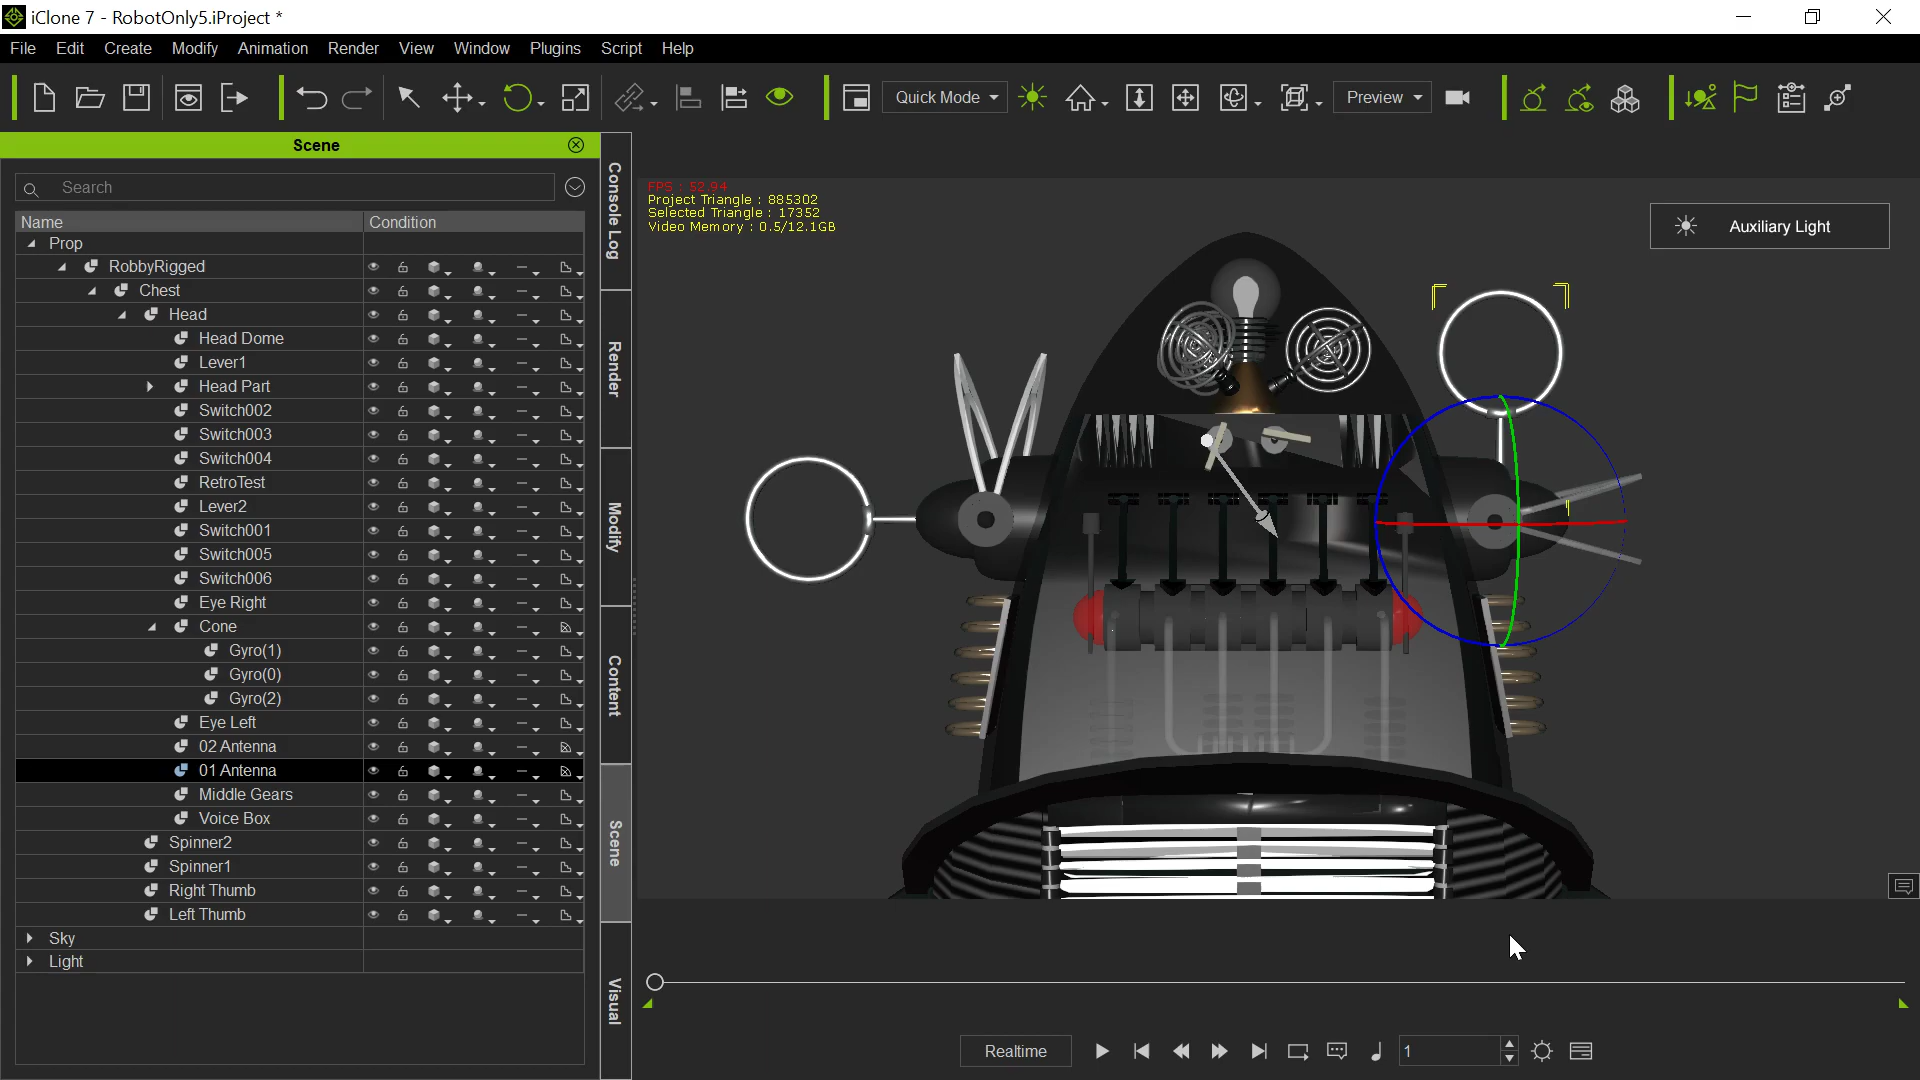 iClone 7 - RobotOnly5.iProject *
File Edit Create Modify Animation Render View Window Plugins Script Help
Quick Mode
Preview
Scene
Search
Name Condition
Prop
RobbyRigged
Chest
Head
Head Dome
Lever1
Head Part
Switch002
Switch003
Switch004
RetroTest
Lever2
Switch001
Switch005
Switch006
Eye Right
Cone
Gyro(1)
Gyro(0)
Gyro(2)
Eye Left
02 Antenna
01 Antenna
Middle Gears
Voice Box
Spinner2
Spinner1
Right Thumb
Left Thumb
Sky
Light
Console Log
Render
Modify
Content
Scene
Visual
FPS : 52.94
Project Triangle : 885302
Selected Triangle : 17352
Video Memory : 0.5/12.1GB
Auxiliary Light
Realtime
1